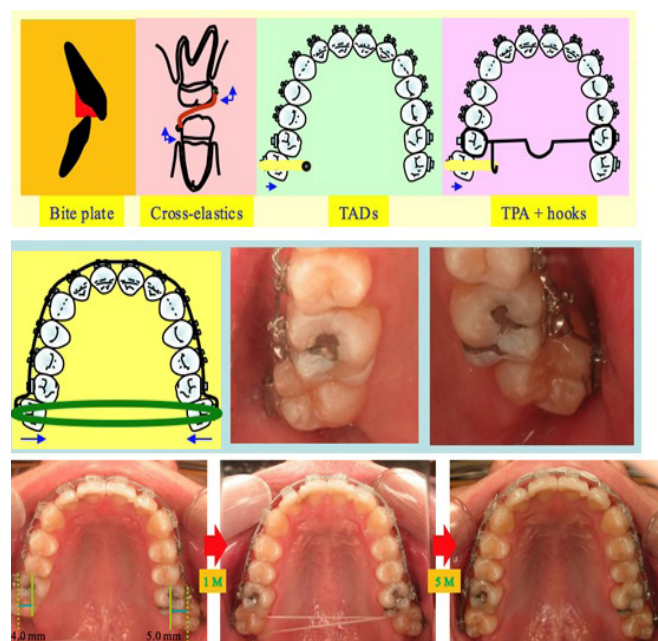 Bite plate
Cross-elastics
TADs
TPA + hooks
1 M
5 M
4.0 mm
5.0 mm